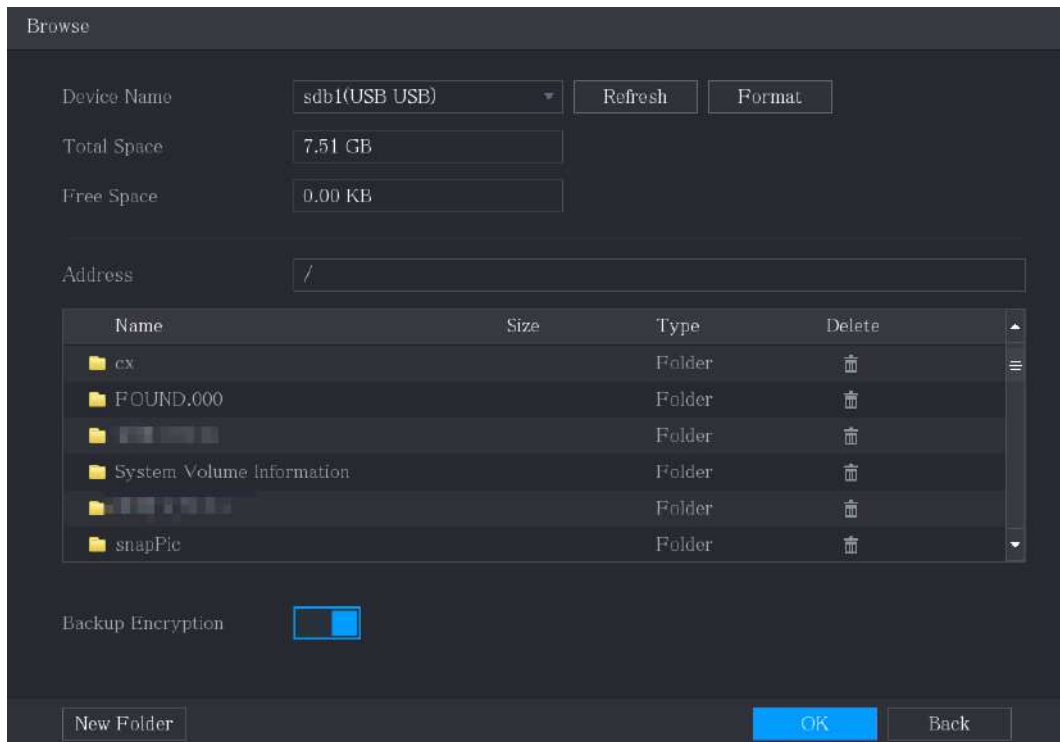 Browse
Device Name sdb1(USB USB) Refresh Format
Total Space 7.51 GB
Free Space 0.00 KB
Address /
Name Size Type Delete
cx Folder
FOUND.000 Folder
Folder
System Volume Information Folder
Folder
snapPic Folder
Backup Encryption
New Folder OK Back